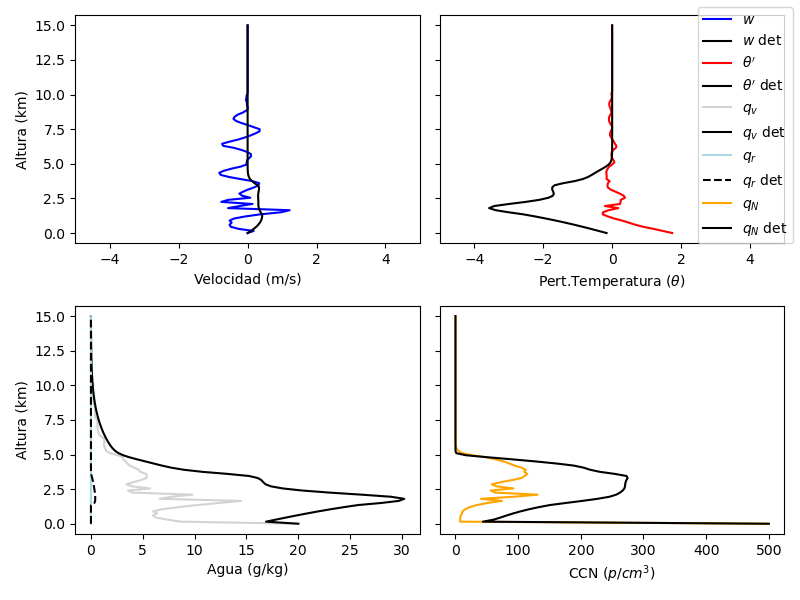 15.0
12.5
10.0
7.5
5.0
2.5
0.0
Altura (km)
−4 −2 0 2 4
Velocidad (m/s)
−4 −2 0 2 4
Pert.Temperatura (θ)
w
w det
θ′
θ′ det
q_v
q_v det
q_r
q_r det
q_N
q_N det
15.0
12.5
10.0
7.5
5.0
2.5
0.0
Altura (km)
0 5 10 15 20 25 30
Agua (g/kg)
0 100 200 300 400 500
CCN (p/cm³)